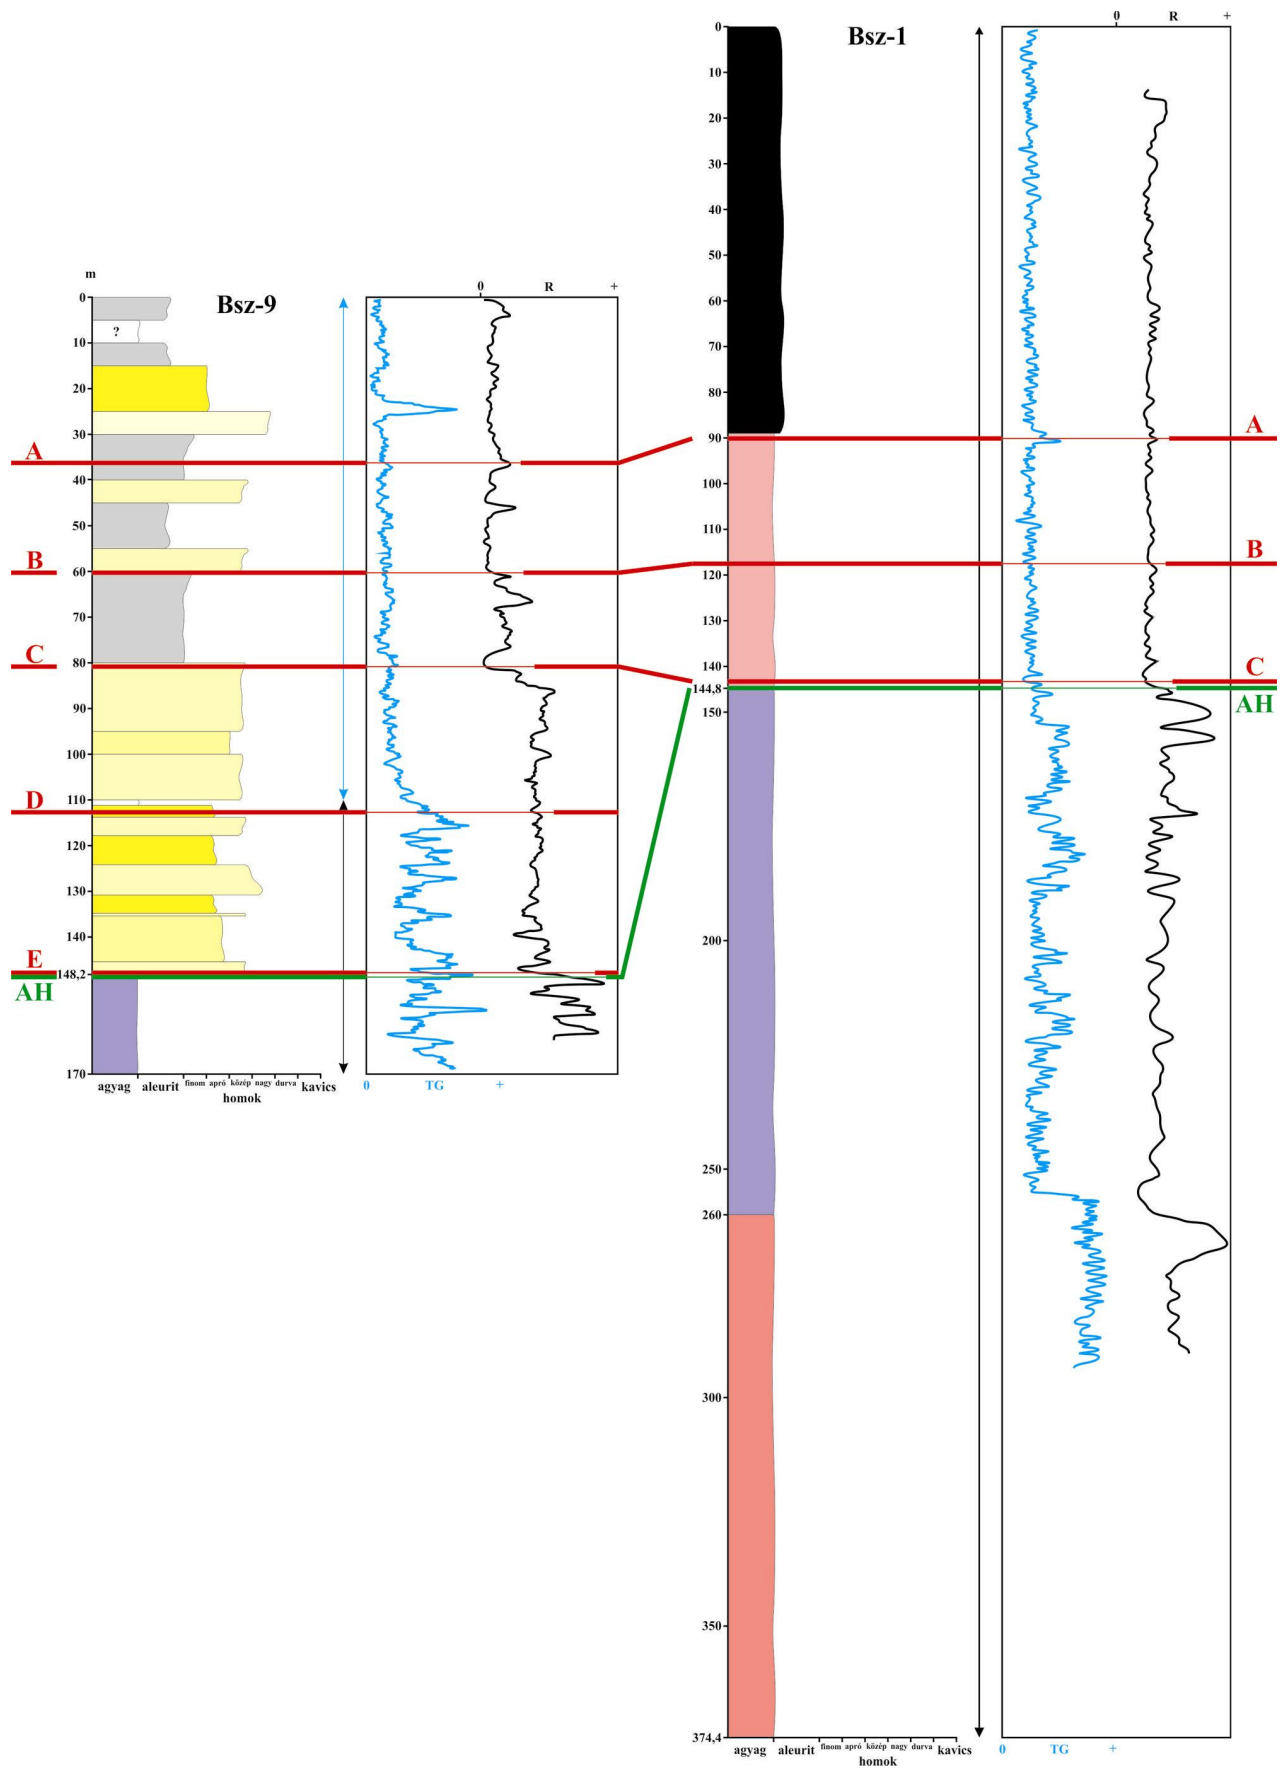 Bsz-9
m
0
R
+
0
?
10
20
30
A
40
50
B
60
70
C
80
90
100
D
110
120
130
140
E
148,2
AH
170
agyag aleurit finom apró közép nagy durva kavics
homok
0 TG +
Bsz-1
0 R +
0
10
20
30
40
50
60
70
80
90
A
100
110
B
120
130
140
C
144,8
AH
150
200
250
260
300
350
374,4
agyag aleurit finom apró közép nagy durva kavics
homok
0 TG +